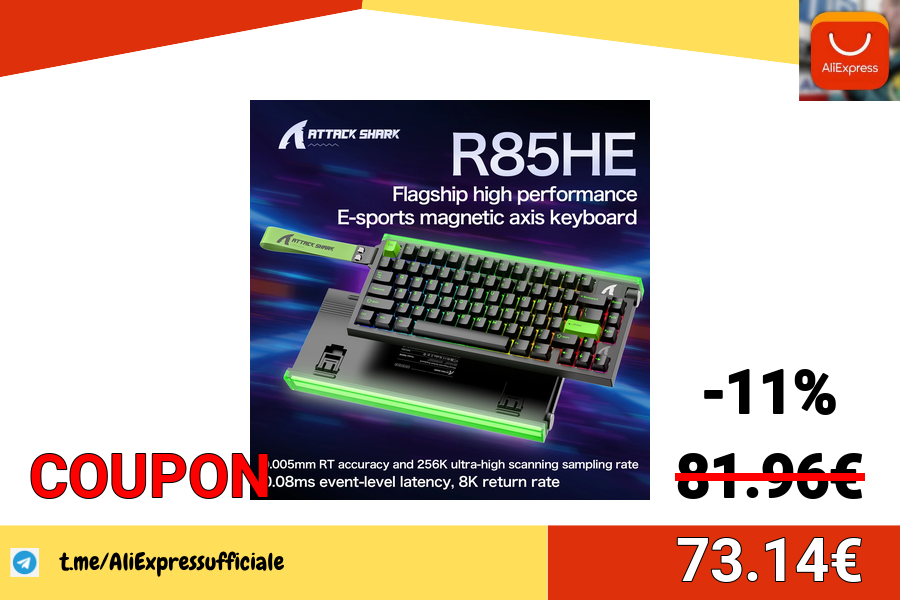 AliExpress
ATTACK SHARK
R85HE
Flagship high performance
E-sports magnetic axis keyboard
ATTACK SHARK
-11%
COUPON
.005mm RT accuracy and 256K ultra-high scanning sampling rate
0.08ms event-level latency, 8K return rate
81.96€
t.me/AliExpressufficiale
73.14€